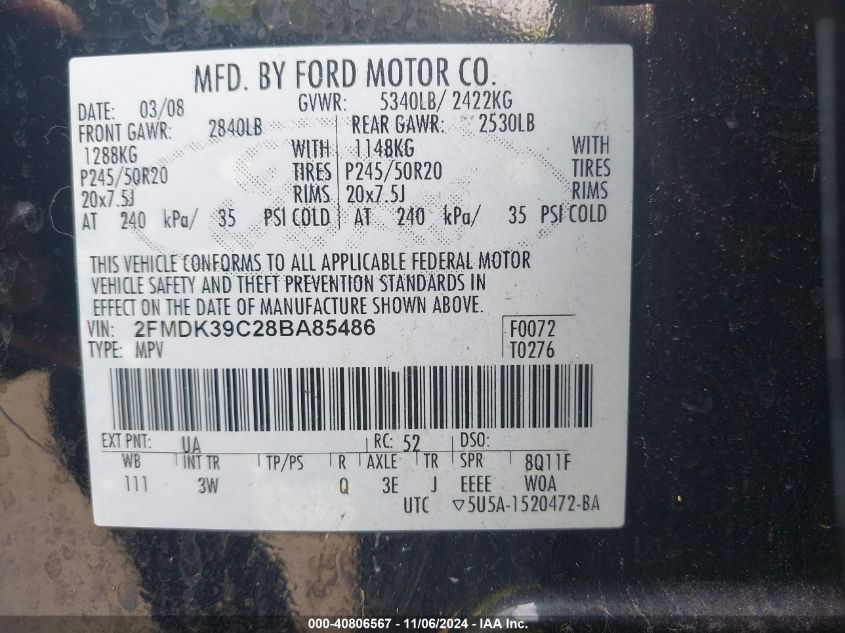 MFD. BY FORD MOTOR CO.
DATE: 03/08 GVWR: 5340LB/ 2422KG
FRONT GAWR: 2840LB REAR GAWR: 2530LB
1288KG WITH 1148KG WITH
P245/50R20 TIRES P245/50R20 TIRES
20x7.5J RIMS 20x7.5J RIMS
AT 240 kPa/ 35 PSI COLD AT 240 kPa/ 35 PSI COLD
THIS VEHICLE CONFORMS TO ALL APPLICABLE FEDERAL MOTOR
VEHICLE SAFETY AND THEFT PREVENTION STANDARDS IN
EFFECT ON THE DATE OF MANUFACTURE SHOWN ABOVE.
VIN: 2FMDK39C28BA85486 F0072
TYPE: MPV T0276
EXT PNT: UA RC: 52 DSO:
WB INT TR TP/PS R AXLE TR SPR 8Q11F
111 3W Q 3E J EEEE WOA
UTC ▽5U5A-1520472-BA
000-40806567 - 11/06/2024 - IAA Inc.